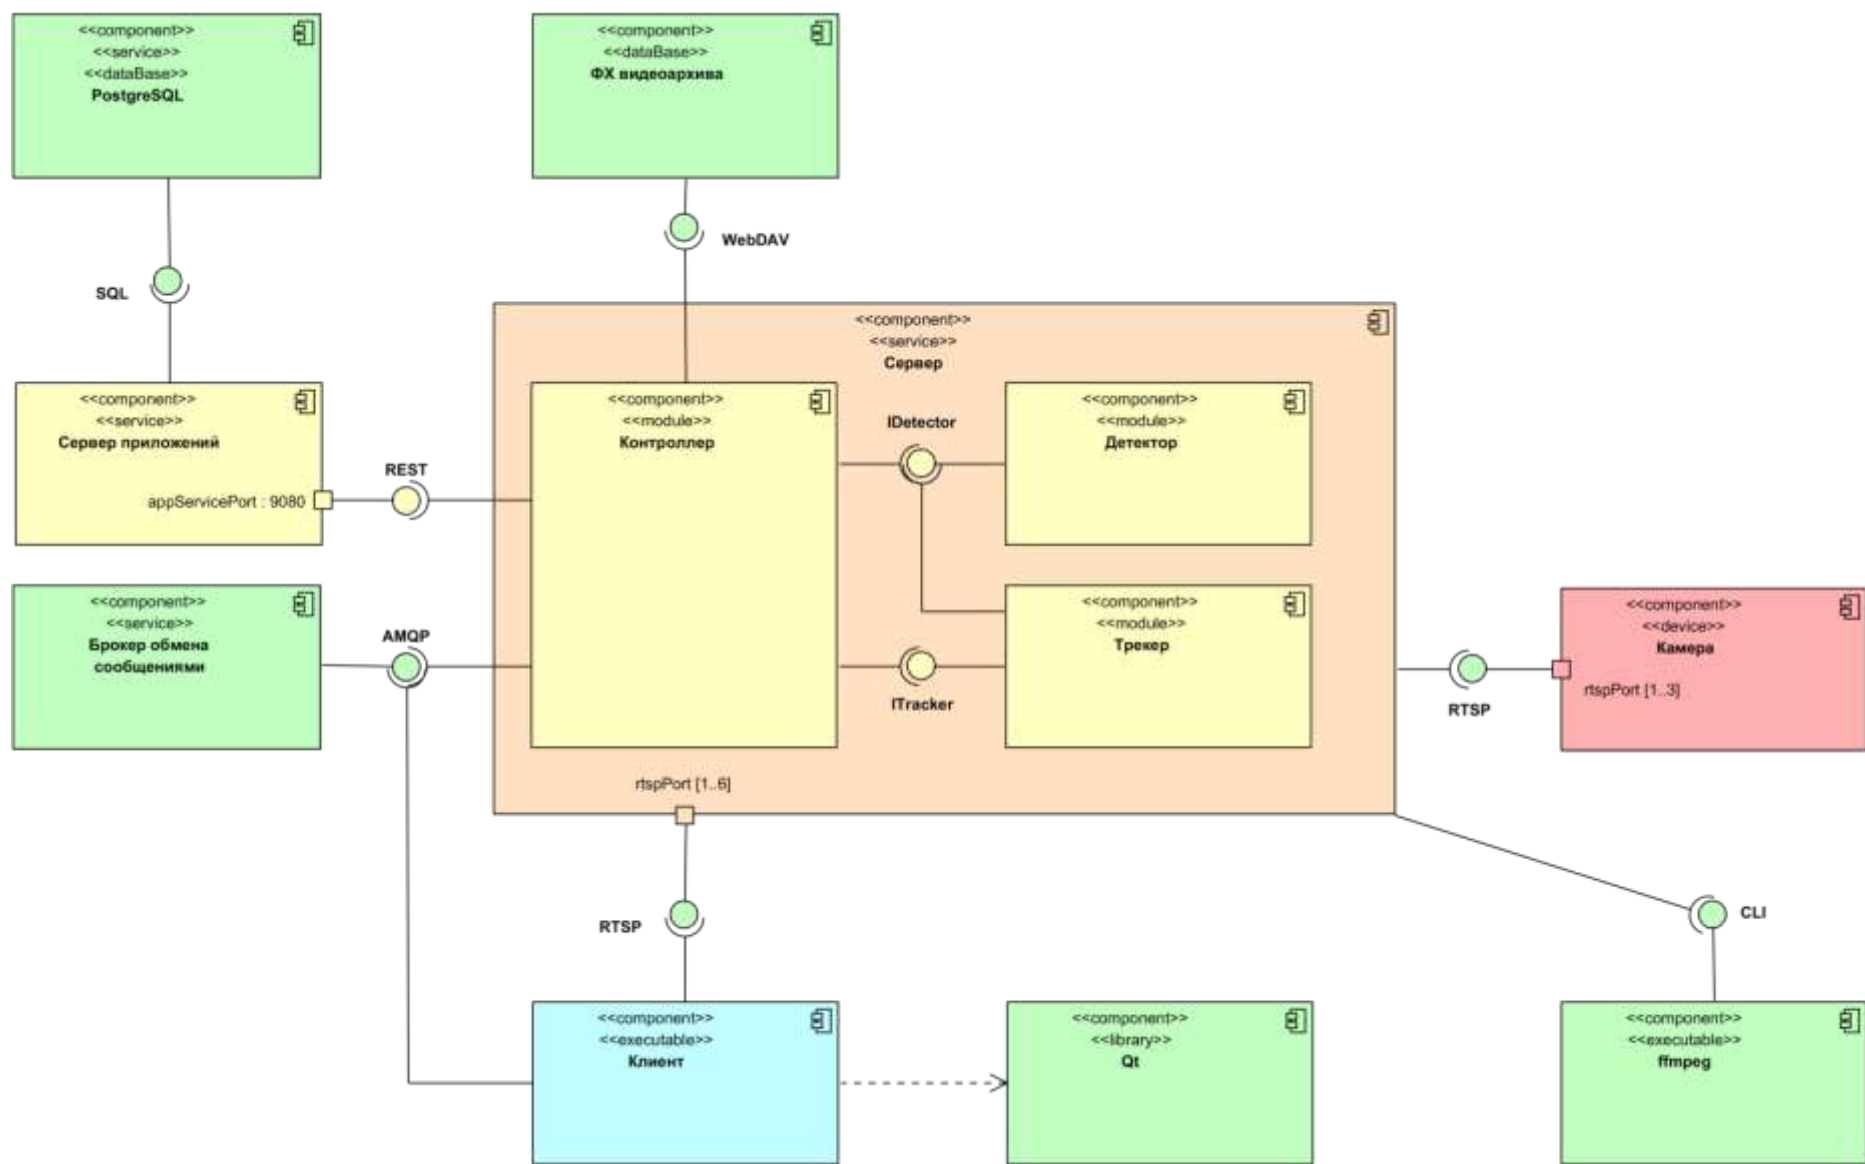 <<component>>
<<service>>
<<dataBase>>
PostgreSQL
<<component>>
<<dataBase>>
ФХ видеоархива
WebDAV
SQL
<<component>>
<<service>>
Сервер
<<component>>
<<service>>
Сервер приложений
appServicePort : 9080
REST
<<component>>
<<module>>
Контроллер
IDetector
<<component>>
<<module>>
Детектор
<<component>>
<<service>>
Брокер обмена
сообщениями
AMQP
ITracker
<<component>>
<<module>>
Трекер
RTSP
<<component>>
<<device>>
Камера
rtspPort [1..3]
rtspPort [1..6]
RTSP
CLI
<<component>>
<<executable>>
Клиент
<<component>>
<<library>>
Qt
<<component>>
<<executable>>
ffmpeg